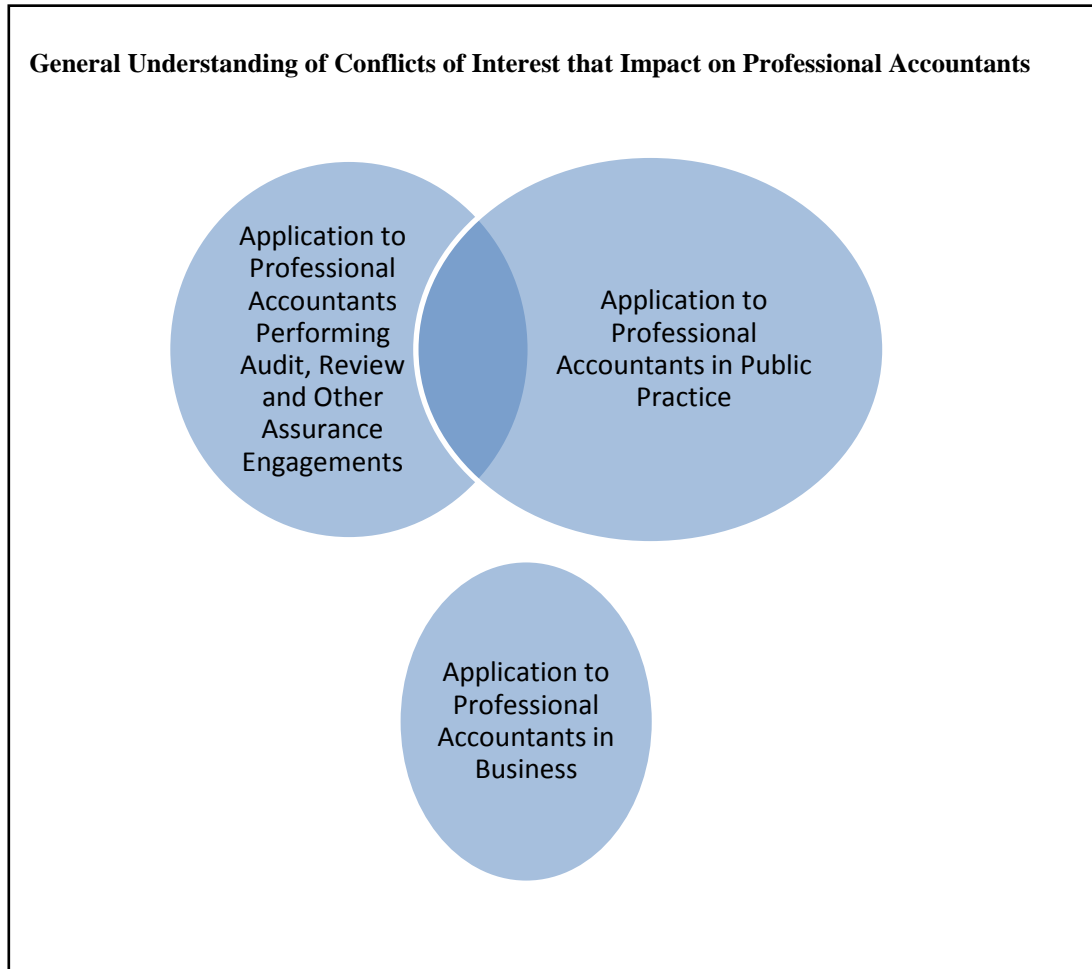 General Understanding of Conflicts of Interest that Impact on Professional Accountants
Application to
Professional
Accountants
Performing
Audit, Review
and Other
Assurance
Engagements
Application to
Professional
Accountants in Public
Practice
Application to
Professional
Accountants in
Business